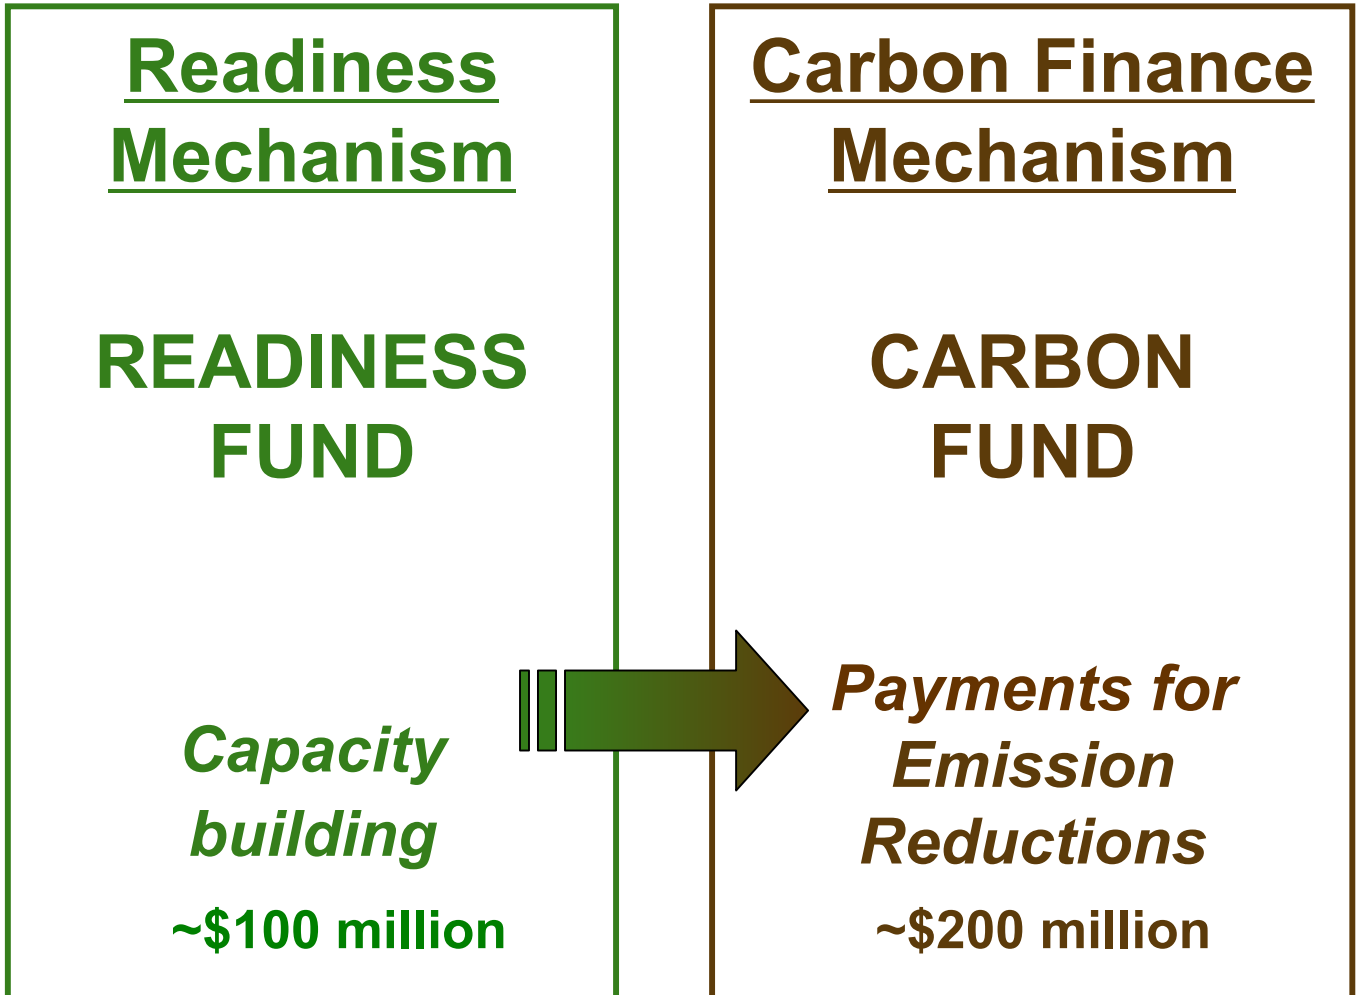 Readiness
Mechanism
READINESS
FUND
Capacity
building
~$100 million
Carbon Finance
Mechanism
CARBON
FUND
Payments for
Emission
Reductions
~$200 million